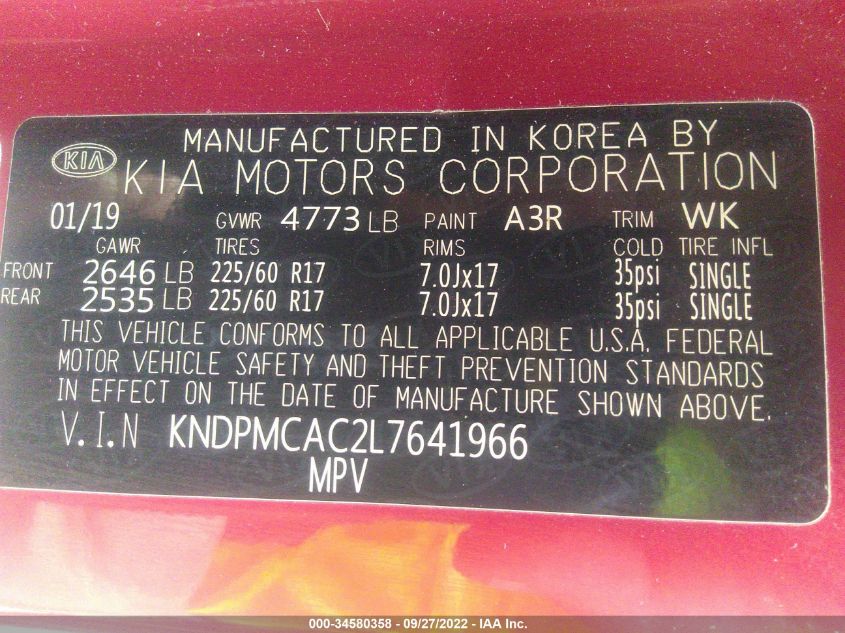 MANUFACTURED IN KOREA BY
KIA KIA MOTORS CORPORATION
01/19 GVWR 4773 LB PAINT A3R TRIM WK
GAWR TIRES RIMS COLD TIRE INFL
FRONT 2646 LB 225/60 R17 7.0Jx17 35psi SINGLE
REAR 2535 LB 225/60 R17 7.0Jx17 35psi SINGLE
THIS VEHICLE CONFORMS TO ALL APPLICABLE U.S.A. FEDERAL
MOTOR VEHICLE SAFETY AND THEFT PREVENTION STANDARDS
IN EFFECT ON THE DATE OF MANUFACTURE SHOWN ABOVE.
V.I.N KNDPMCAC2L7641966
MPV
000-34580358 - 09/27/2022 - IAA Inc.